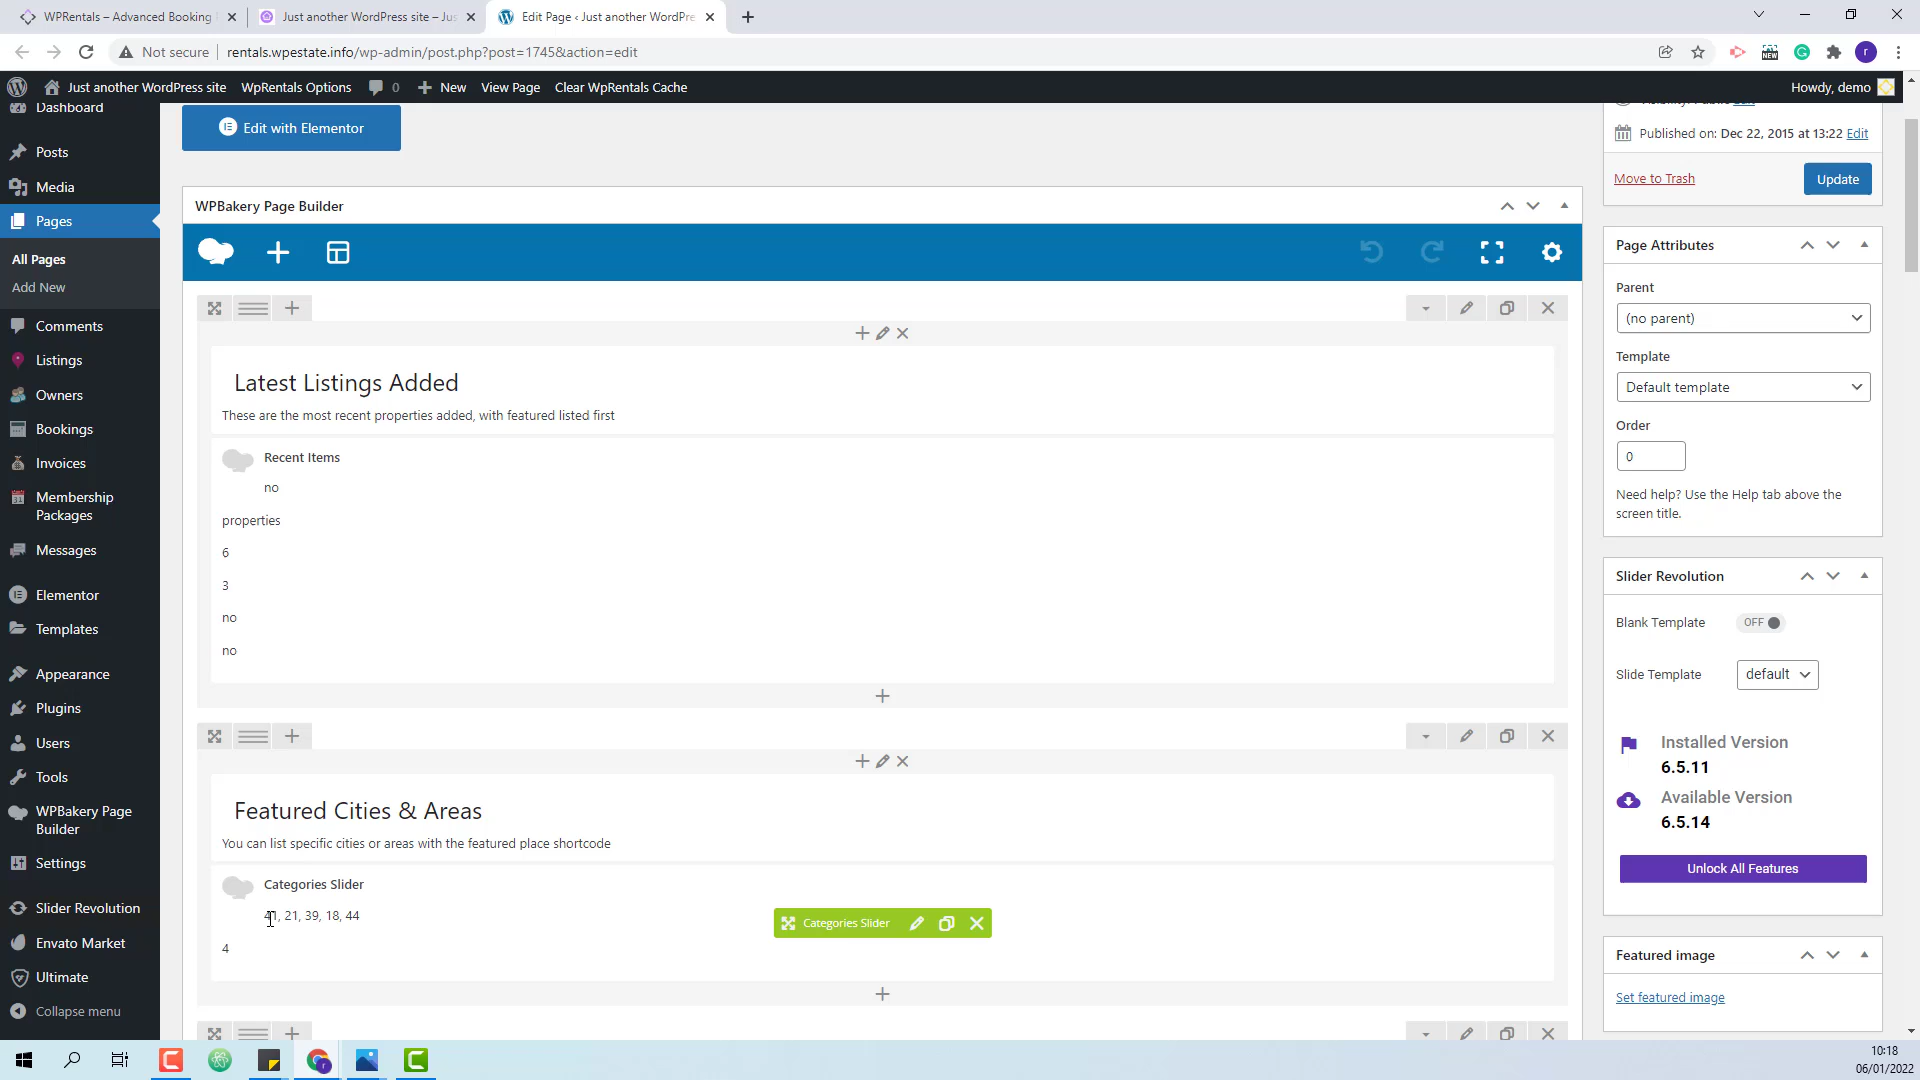 WPRentals – Advanced Booking
Just another WordPress site – Jus
Edit Page ‹ Just another WordPre
Not secure
rentals.wpestate.info/wp-admin/post.php?post=1745&action=edit
NEW
r
Just another WordPress site
WpRentals Options
0
New
View Page
Clear WpRentals Cache
Howdy, demo
Dashboard
Posts
Media
Pages
All Pages
Add New
Comments
Listings
Owners
Bookings
Invoices
Membership
Packages
Messages
Elementor
Templates
Appearance
Plugins
Users
Tools
WPBakery Page
Builder
Settings
Slider Revolution
Envato Market
Ultimate
Collapse menu
Edit with Elementor
WPBakery Page Builder
Latest Listings Added
These are the most recent properties added, with featured listed first
Recent Items
no
properties
6
3
no
no
Featured Cities & Areas
You can list specific cities or areas with the featured place shortcode
Categories Slider
41, 21, 39, 18, 44
4
Categories Slider
Visibility: Public Edit
Published on: Dec 22, 2015 at 13:22 Edit
Move to Trash
Update
Page Attributes
Parent
(no parent)
Template
Default template
Order
0
Need help? Use the Help tab above the
screen title.
Slider Revolution
Blank Template
OFF
Slide Template
default
Installed Version
6.5.11
Available Version
6.5.14
Unlock All Features
Featured image
Set featured image
10:18
06/01/2022